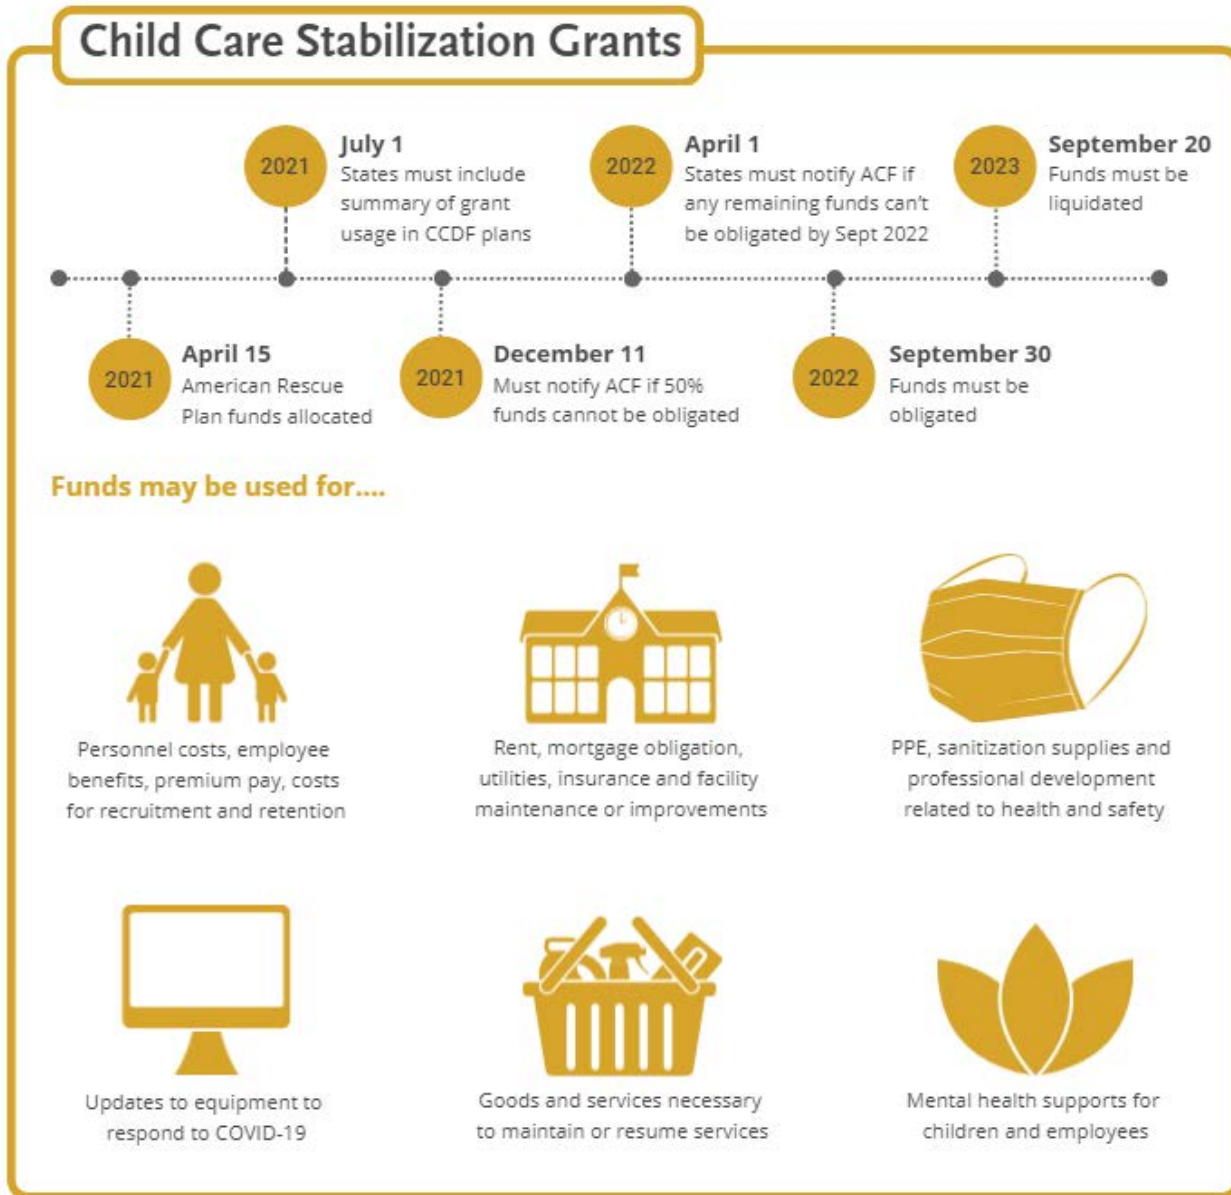 Child Care Stabilization Grants
2021
July 1
States must include
summary of grant
usage in CCDF plans
2022
April 1
States must notify ACF if
any remaining funds can't
be obligated by Sept 2022
2023
September 20
Funds must be
liquidated
2021
April 15
American Rescue
Plan funds allocated
2021
December 11
Must notify ACF if 50%
funds cannot be obligated
2022
September 30
Funds must be
obligated
Funds may be used for....
Personnel costs, employee
benefits, premium pay, costs
for recruitment and retention
Rent, mortgage obligation,
utilities, insurance and facility
maintenance or improvements
PPE, sanitization supplies and
professional development
related to health and safety
Updates to equipment to
respond to COVID-19
Goods and services necessary
to maintain or resume services
Mental health supports for
children and employees